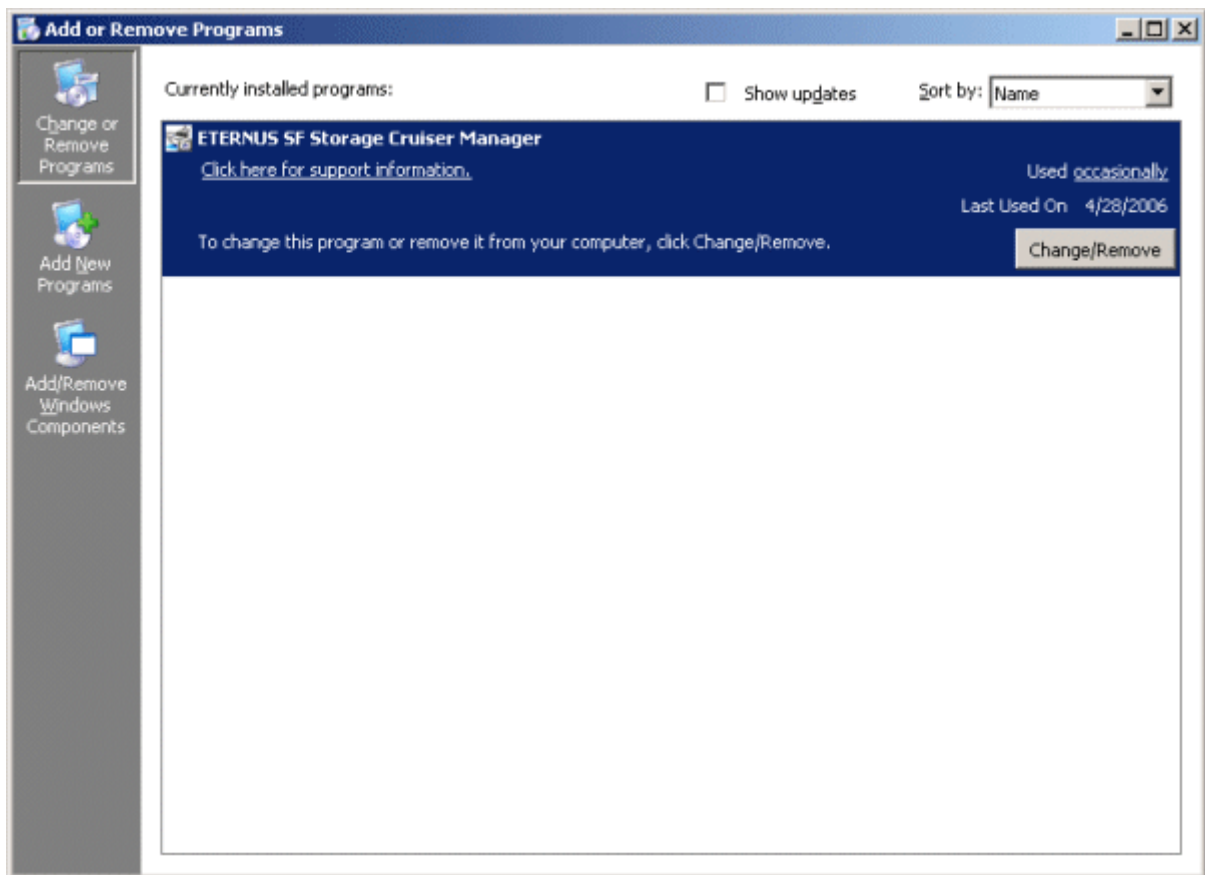 Add or Remove Programs
Change or
Remove
Programs
Add New
Programs
Add/Remove
Windows
Components
Currently installed programs:
Show updates
Sort by: Name
ETERNUS SF Storage Cruiser Manager
Click here for support information.
Used occasionally
Last Used On 4/28/2006
To change this program or remove it from your computer, click Change/Remove.
Change/Remove